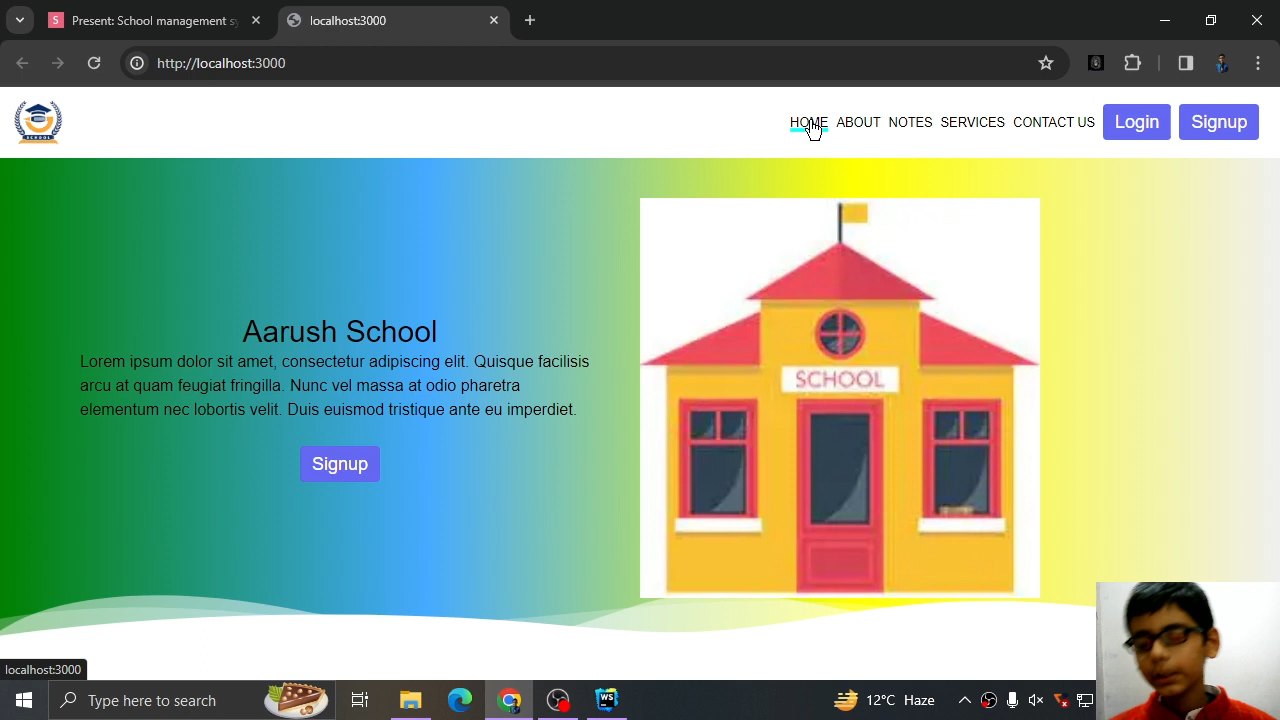 Present: School management sy
localhost:3000
http://localhost:3000
SCHOOL
HOME ABOUT NOTES SERVICES CONTACT US Login Signup
SCHOOL
Aarush School
Lorem ipsum dolor sit amet, consectetur adipiscing elit. Quisque facilisis
arcu at quam feugiat fringilla. Nunc vel massa at odio pharetra
elementum nec lobortis velit. Duis euismod tristique ante eu imperdiet.
Signup
localhost:3000
Type here to search
WS
12°C Haze